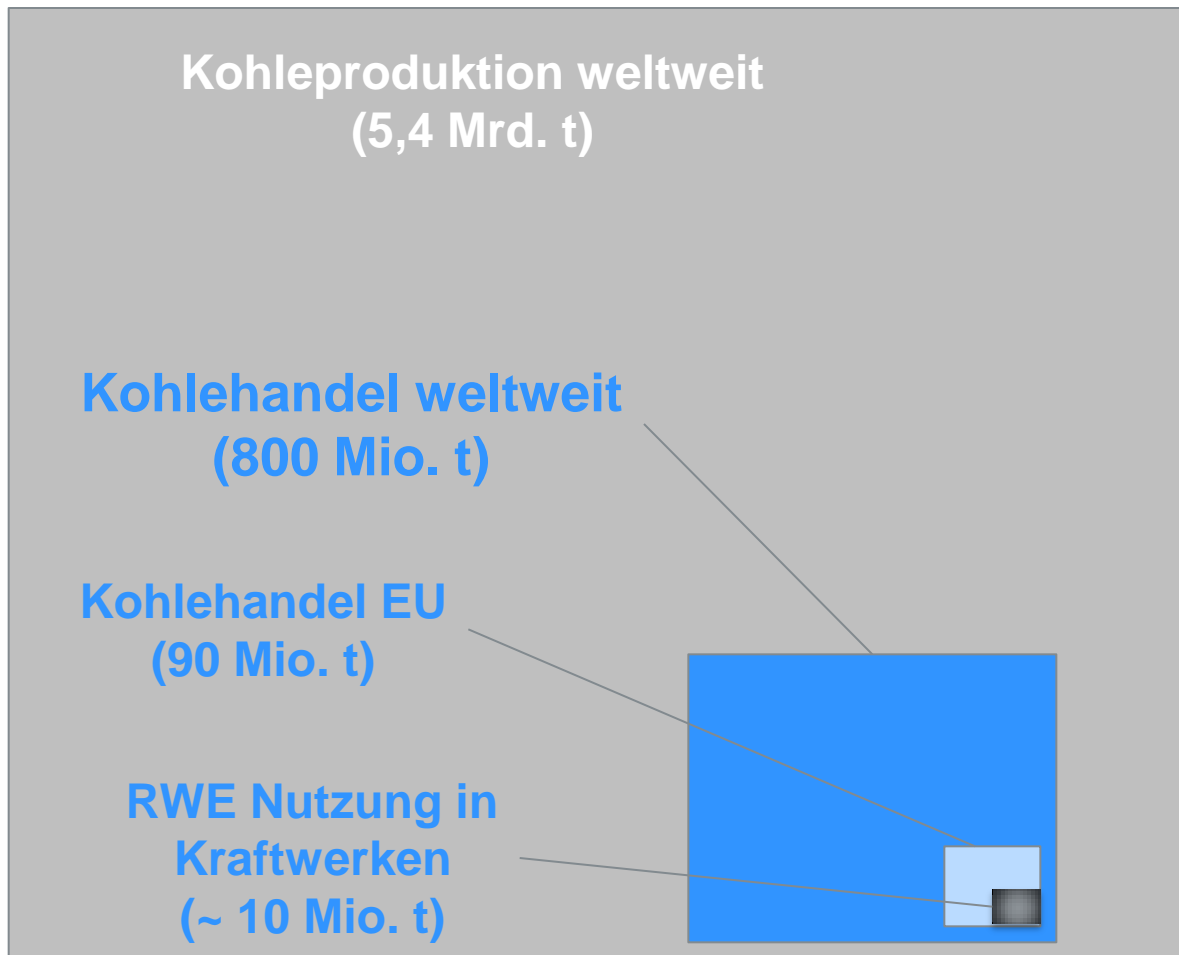 Kohleproduktion weltweit
(5,4 Mrd. t)
Kohlehandel weltweit
(800 Mio. t)
Kohlehandel EU
(90 Mio. t)
RWE Nutzung in
Kraftwerken
(~ 10 Mio. t)